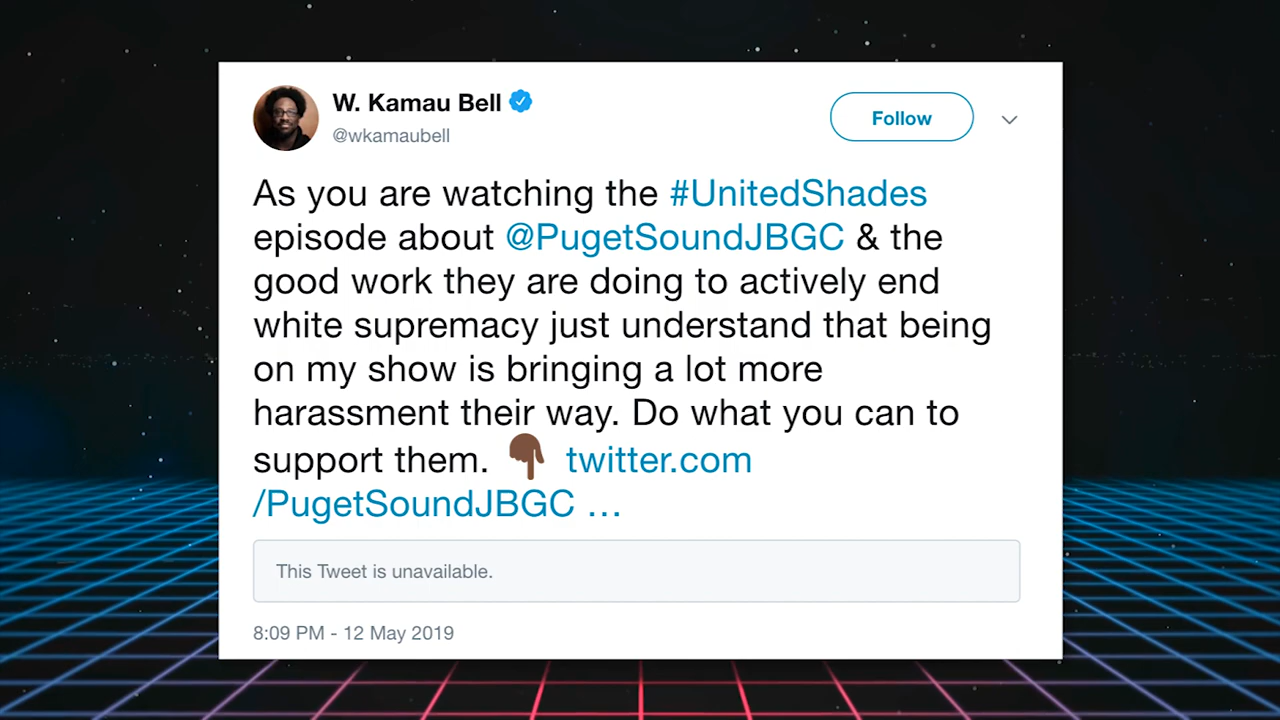 W. Kamau Bell
@wkamaubell
Follow
As you are watching the #UnitedShades
episode about @PugetSoundJBGC & the
good work they are doing to actively end
white supremacy just understand that being
on my show is bringing a lot more
harassment their way. Do what you can to
support them. 👇🏾 twitter.com
/PugetSoundJBGC …
This Tweet is unavailable.
8:09 PM - 12 May 2019